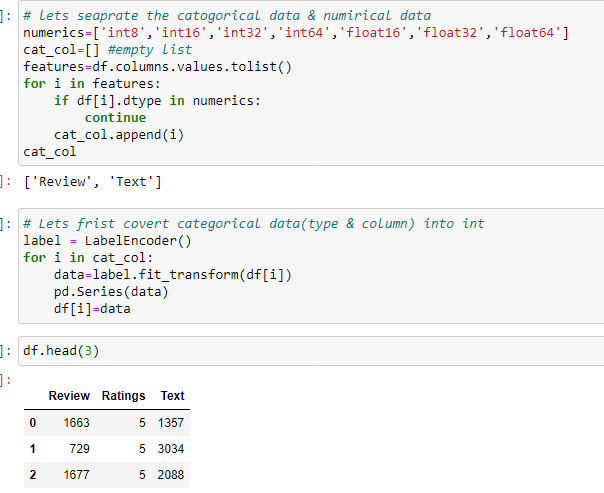 ]: # lets seaprate the catogorical data & numirical data
numerics=['int8','int16','int32','int64','float16','float32','float64']
cat_col=[] #empty list
features=df.columns.values.tolist()
for i in features:
    if df[i].dtype in numerics:
        continue
    cat_col.append(i)
cat_col
]: ['Review', 'Text']
]: # Lets frist covert categorical data(type & column) into int
label = LabelEncoder()
for i in cat_col:
    data=label.fit_transform(df[i])
    pd.Series(data)
    df[i]=data
]: df.head(3)
]:
Review Ratings Text
0 1663 5 1357
1 729 5 3034
2 1677 5 2088